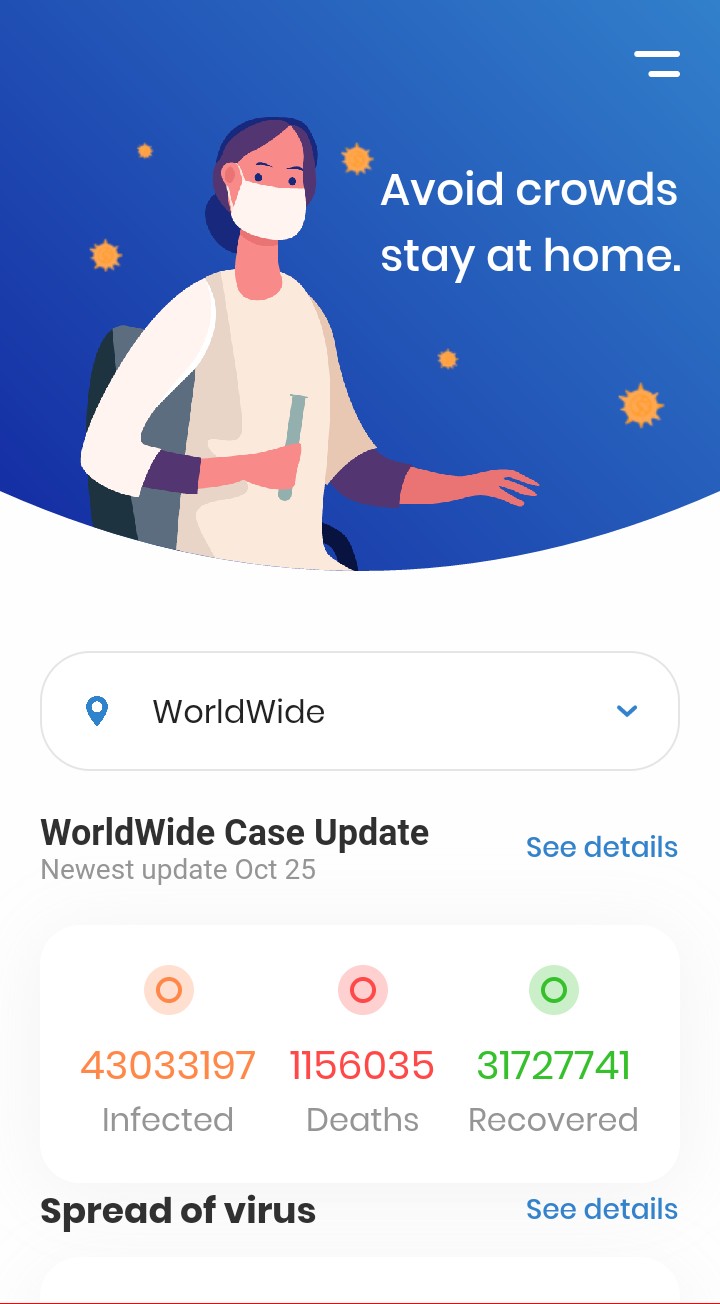 Avoid crowds
stay at home.
WorldWide
WorldWide Case Update
Newest update Oct 25
See details
43033197
Infected
1156035
Deaths
31727741
Recovered
Spread of virus
See details